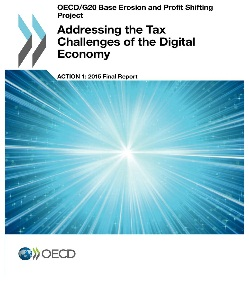 OECD/G20 Base Erosion and Profit Shifting
Project
Addressing the Tax
Challenges of the Digital
Economy
ACTION 1: 2015 Final Report
OECD